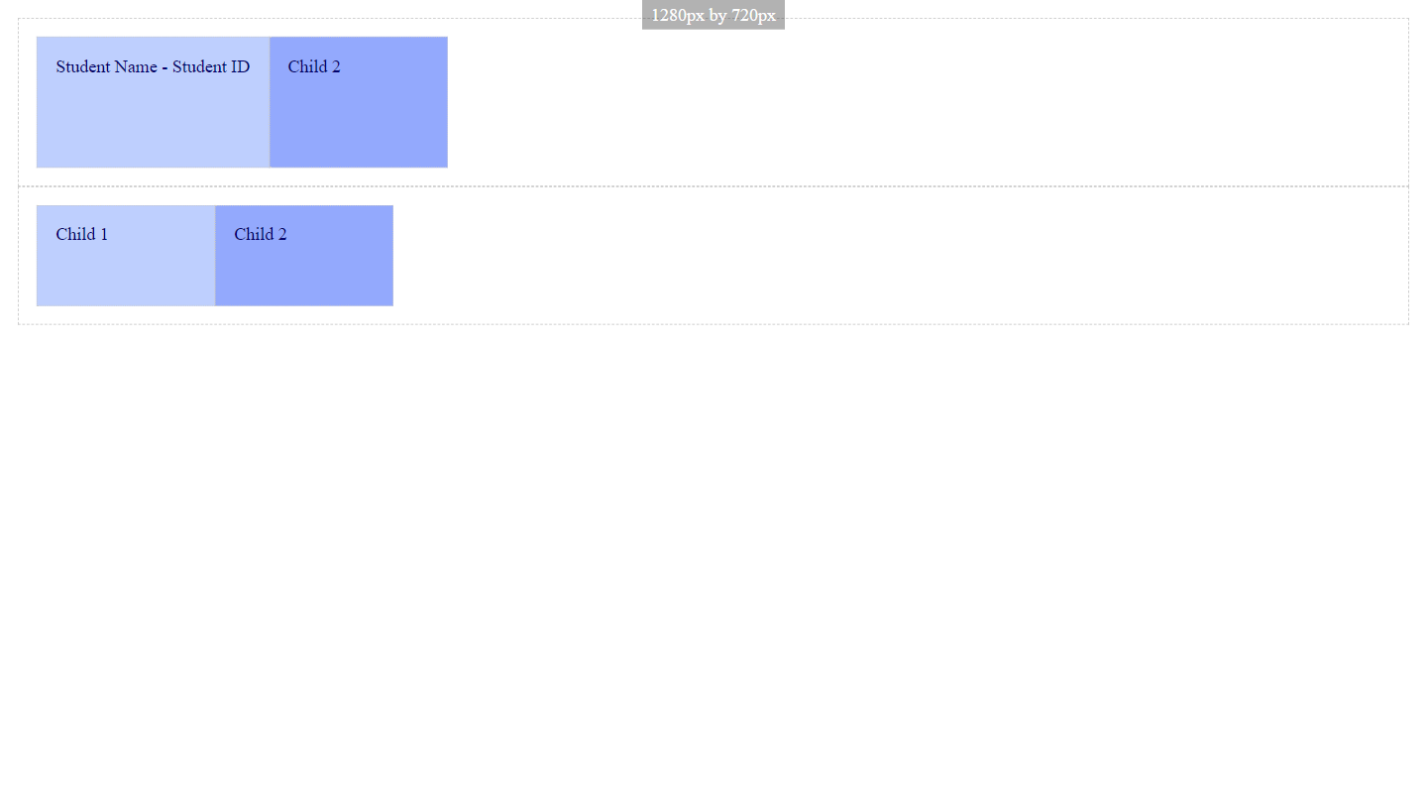 1280px by 720px
Student Name - Student ID
Child 2
Child 1
Child 2